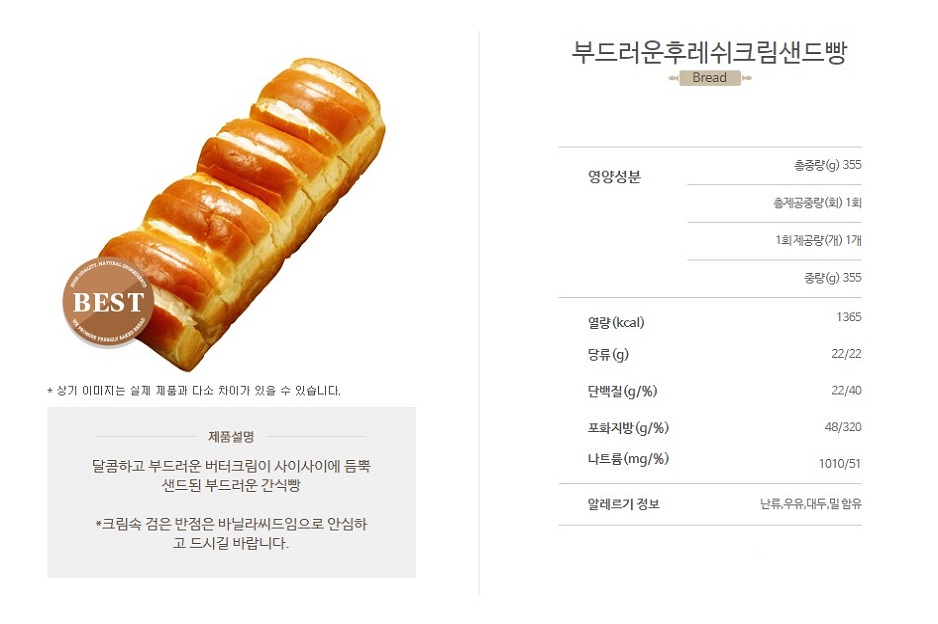 부드러운후레쉬크림샌드빵
Bread
HIGH QUALITY, NATURAL INGREDIENTS
BEST
WE PROMISE FRESHLY BAKED BREAD
* 상기 이미지는 실제 제품과 다소 차이가 있을 수 있습니다.
제품설명
달콤하고 부드러운 버터크림이 사이사이에 듬뿍
샌드된 부드러운 간식빵
*크림속 검은 반점은 바닐라씨드임으로 안심하
고 드시길 바랍니다.
영양성분
총중량(g) 355
총제공중량(회) 1회
1회제공량(개) 1개
중량(g) 355
열량(kcal) 1365
당류(g) 22/22
단백질(g/%) 22/40
포화지방(g/%) 48/320
나트륨(mg/%) 1010/51
알레르기 정보 난류,우유,대두,밀 함유